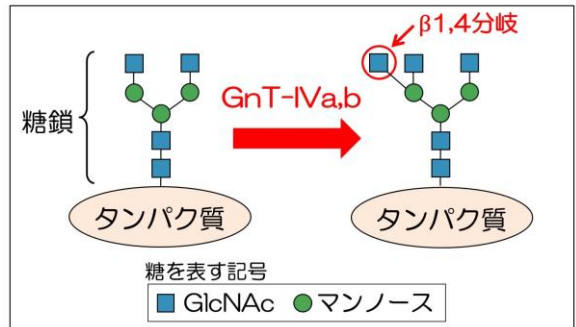 β1,4分岐
糖鎖
GnT-IVa,b
タンパク質
タンパク質
糖を表す記号
GlcNAc マンノース